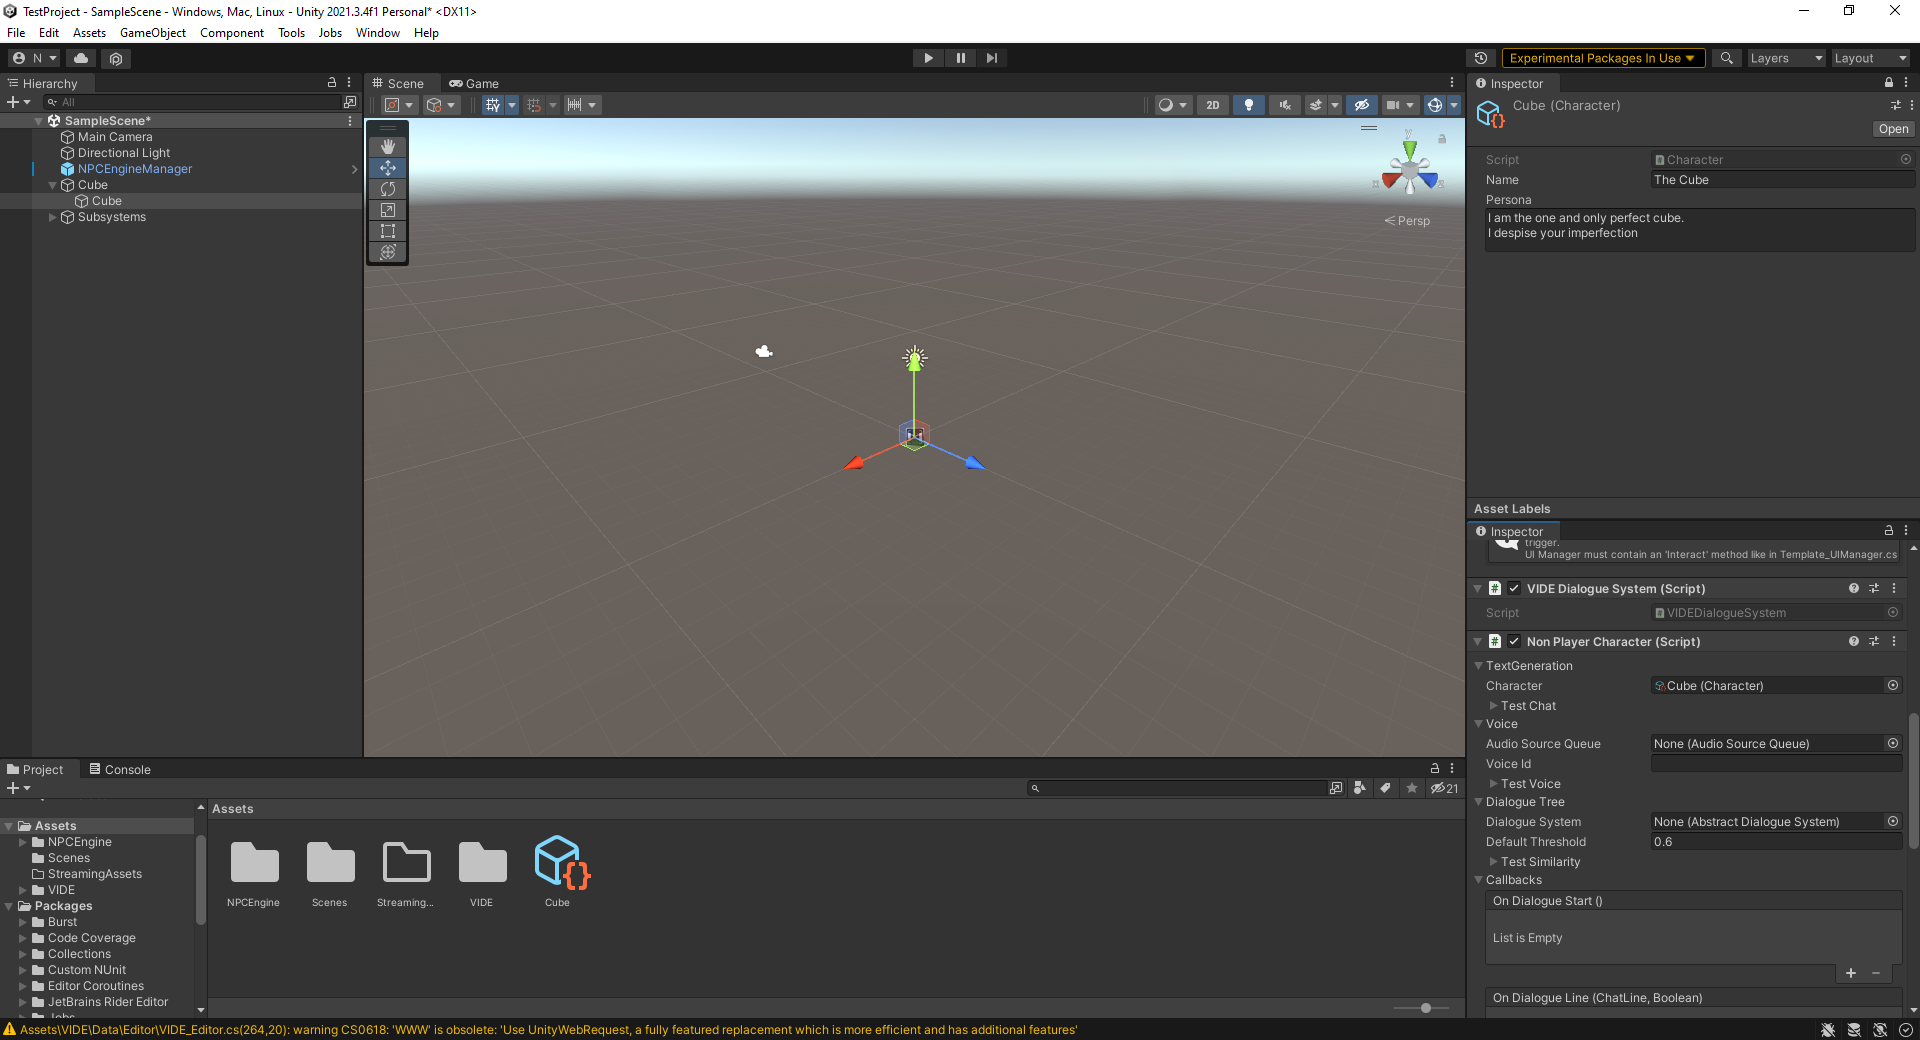 TestProject - SampleScene - Windows, Mac, Linux - Unity 2021.3.4f1 Personal* <DX11>
File Edit Assets GameObject Component Tools Jobs Window Help
N
Experimental Packages In Use
Layers
Layout
Hierarchy
All
SampleScene*
Main Camera
Directional Light
NPCEngineManager
Cube
Cube
Subsystems
Scene
Game
2D
y
Persp
Inspector
Cube (Character)
Open
Script
Character
Name
The Cube
Persona
I am the one and only perfect cube.
I despise your imperfection
Asset Labels
Inspector
trigger.
UI Manager must contain an 'Interact' method like in Template_UIManager.cs
VIDE Dialogue System (Script)
Script
VIDEDialogueSystem
Non Player Character (Script)
TextGeneration
Character
Cube (Character)
Test Chat
Voice
Audio Source Queue
None (Audio Source Queue)
Voice Id
Test Voice
Dialogue Tree
Dialogue System
None (Abstract Dialogue System)
Default Threshold
0.6
Test Similarity
Callbacks
On Dialogue Start ()
List is Empty
On Dialogue Line (ChatLine, Boolean)
Project
Console
21
Assets
NPCEngine
Scenes
StreamingAssets
VIDE
Packages
Burst
Code Coverage
Collections
Custom NUnit
Editor Coroutines
JetBrains Rider Editor
Jobs
Assets
NPCEngine
Scenes
Streaming...
VIDE
Cube
Assets\VIDE\Data\Editor\VIDE_Editor.cs(264,20): warning CS0618: 'WWW' is obsolete: 'Use UnityWebRequest, a fully featured replacement which is more efficient and has additional features'